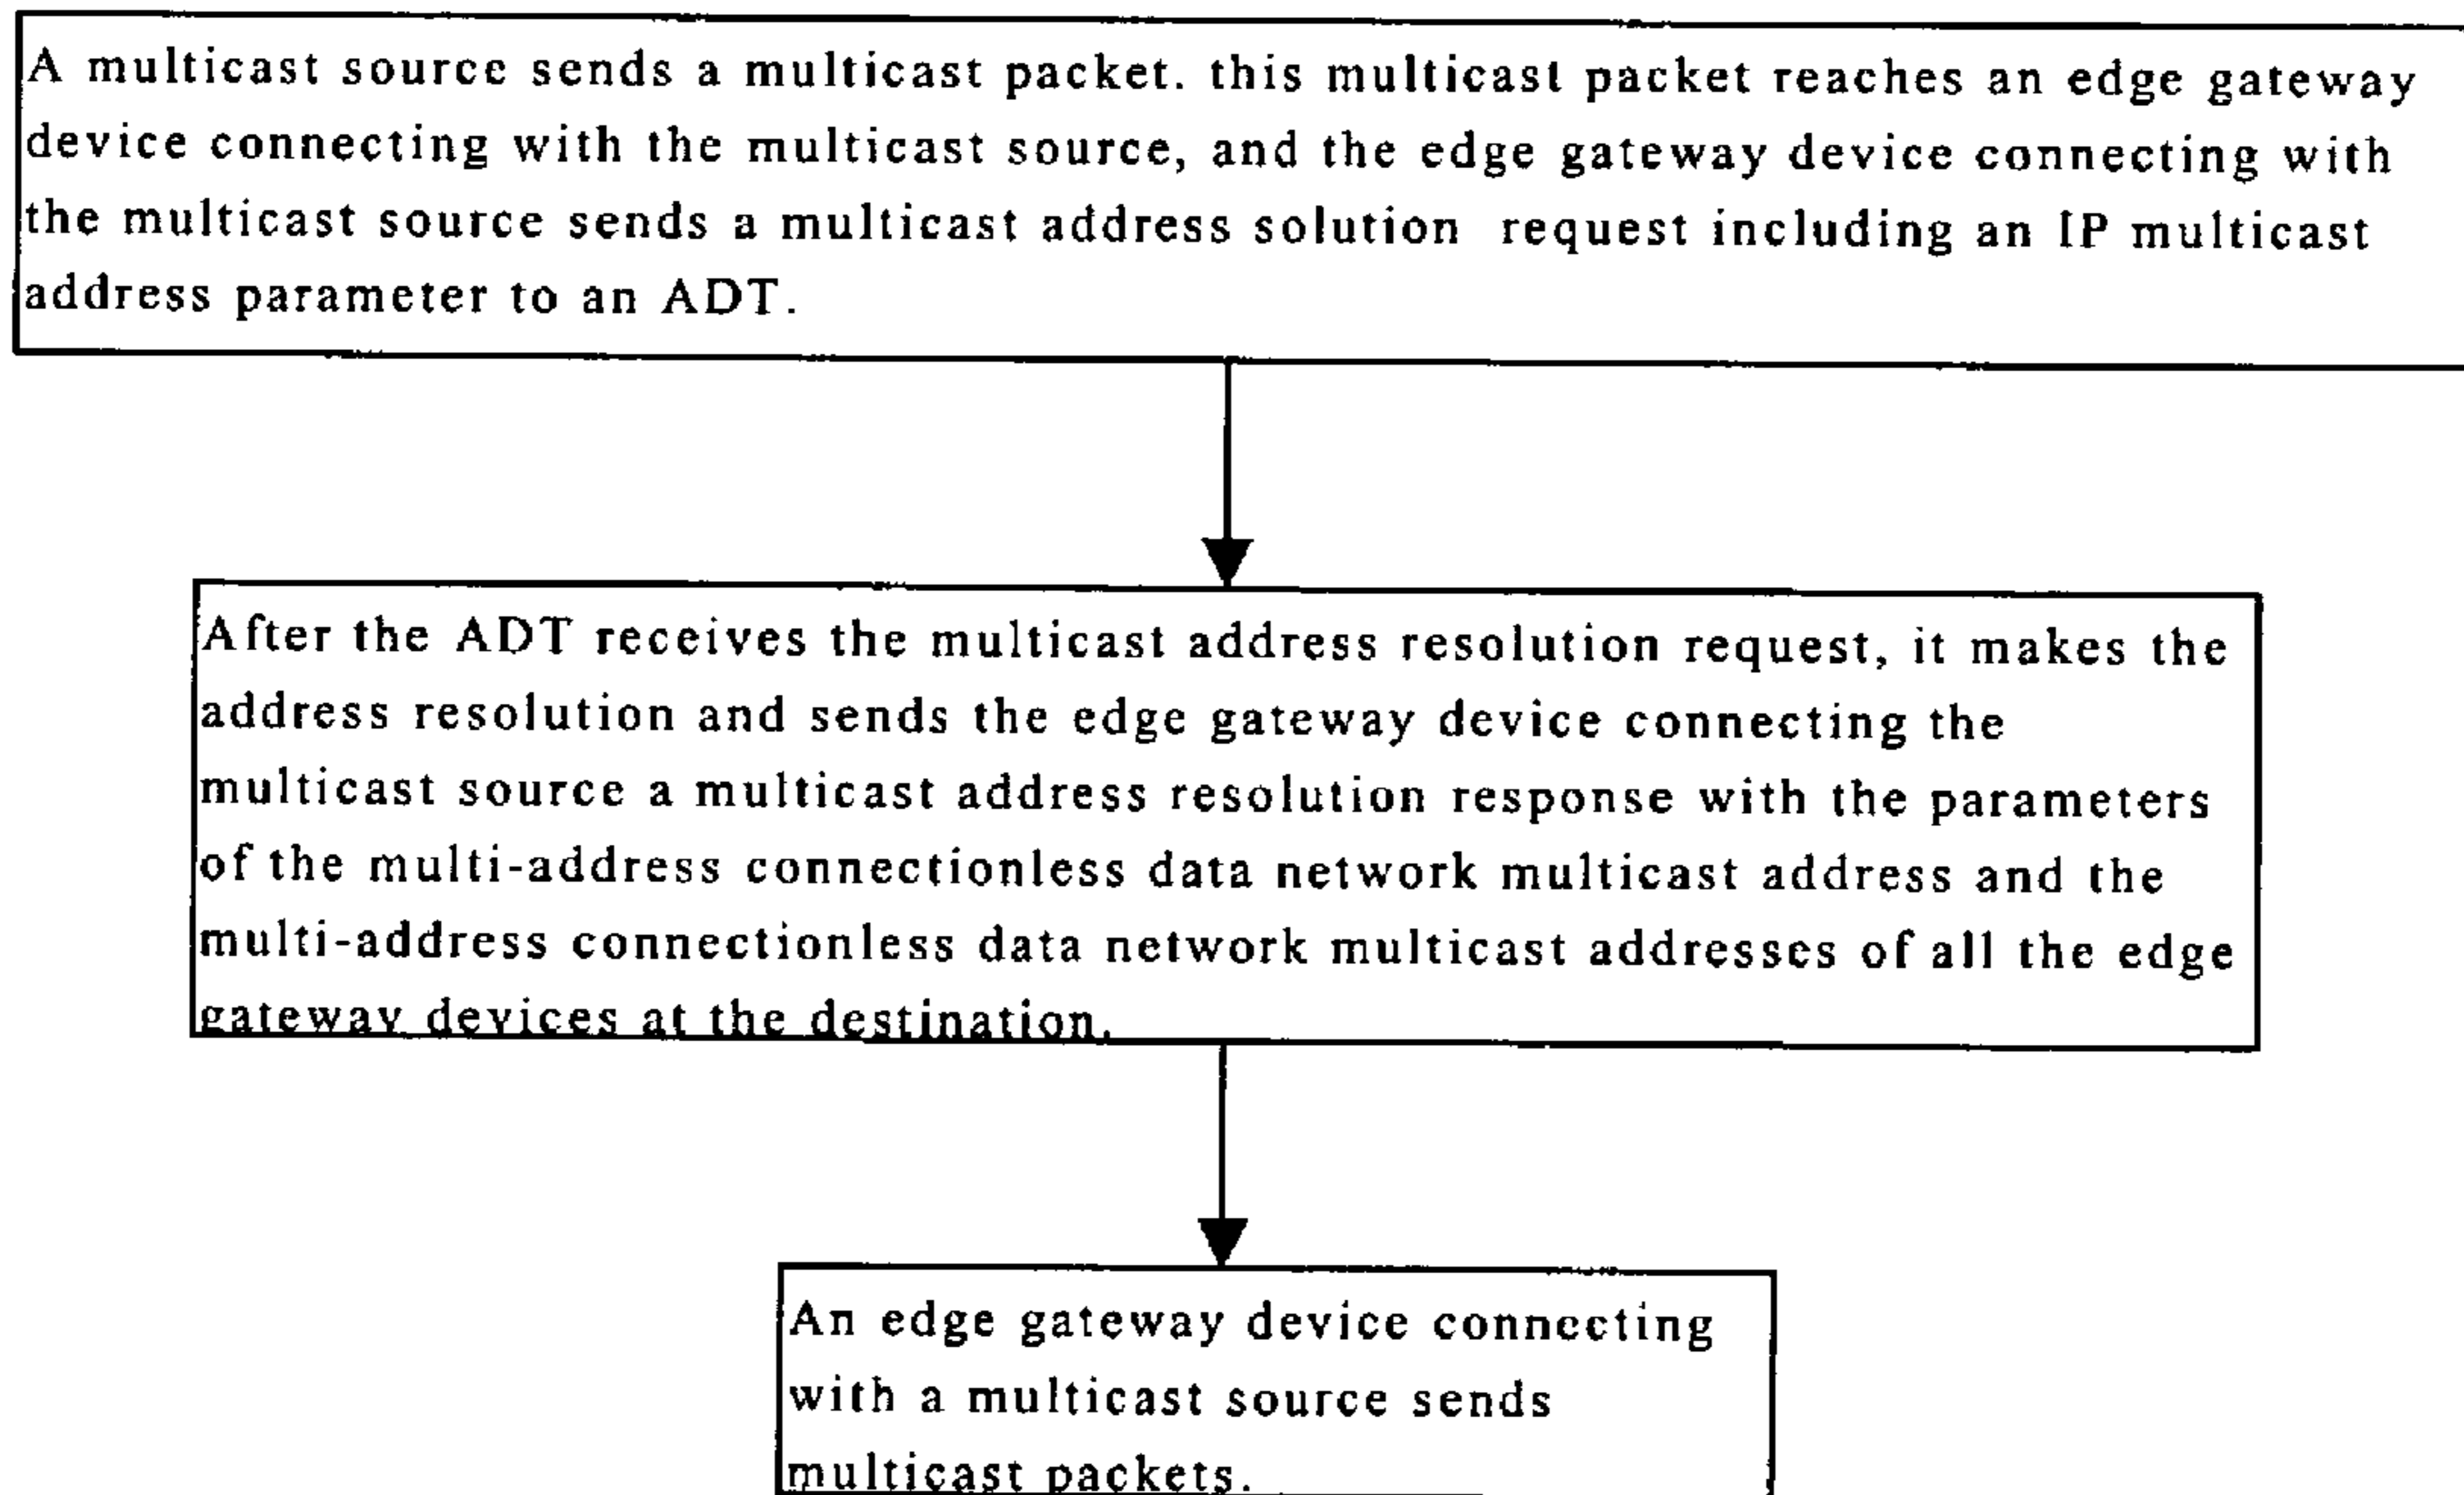 A multicast source sends a multicast packet. this multicast packet reaches an edge gateway
device connecting with the multicast source, and the edge gateway device connecting with
the multicast source sends a multicast address solution request including an IP multicast
address parameter to an ADT.
After the ADT receives the multicast address resolution request, it makes the
address resolution and sends the edge gateway device connecting the
multicast source a multicast address resolution response with the parameters
of the multi-address connectionless data network multicast address and the
multi-address connectionless data network multicast addresses of all the edge
gateway devices at the destination.
An edge gateway device connecting
with a multicast source sends
multicast packets.